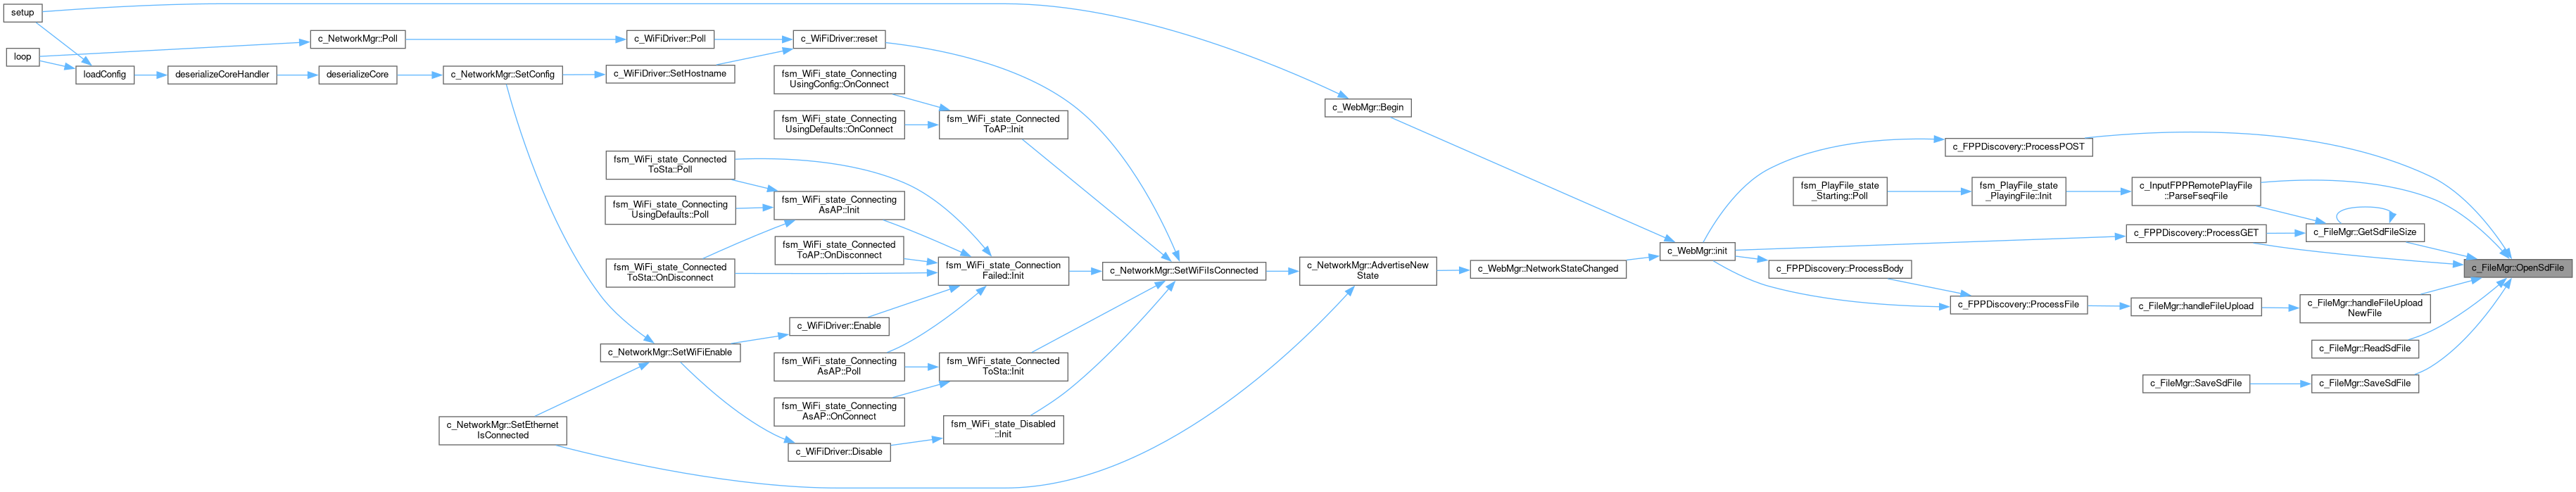 setup
loop
loadConfig
deserializeCoreHandler
deserializeCore
c_NetworkMgr::Poll
c_NetworkMgr::SetConfig
c_WiFiDriver::Poll
c_WiFiDriver::SetHostname
c_WiFiDriver::reset
fsm_WiFi_state_Connecting
UsingConfig::OnConnect
fsm_WiFi_state_Connecting
UsingDefaults::OnConnect
fsm_WiFi_state_Connected
ToAP::Init
fsm_WiFi_state_Connected
ToSta::Poll
fsm_WiFi_state_Connecting
UsingDefaults::Poll
fsm_WiFi_state_Connected
ToSta::OnDisconnect
fsm_WiFi_state_Connecting
AsAP::Init
fsm_WiFi_state_Connected
ToAP::OnDisconnect
fsm_WiFi_state_Connection
Failed::Init
c_WiFiDriver::Enable
c_NetworkMgr::SetWiFiEnable
fsm_WiFi_state_Connecting
AsAP::Poll
fsm_WiFi_state_Connected
ToSta::Init
fsm_WiFi_state_Connecting
AsAP::OnConnect
fsm_WiFi_state_Disabled
::Init
c_WiFiDriver::Disable
c_NetworkMgr::SetEthernet
IsConnected
c_NetworkMgr::SetWiFiIsConnected
c_NetworkMgr::AdvertiseNew
State
c_WebMgr::Begin
c_WebMgr::NetworkStateChanged
c_WebMgr::init
c_FPPDiscovery::ProcessPOST
fsm_PlayFile_state
_Starting::Poll
fsm_PlayFile_state
_PlayingFile::Init
c_InputFPPRemotePlayFile
::ParseFseqFile
c_FPPDiscovery::ProcessGET
c_FileMgr::GetSdFileSize
c_FPPDiscovery::ProcessBody
c_FPPDiscovery::ProcessFile
c_FileMgr::handleFileUpload
c_FileMgr::handleFileUpload
NewFile
c_FileMgr::OpenSdFile
c_FileMgr::ReadSdFile
c_FileMgr::SaveSdFile
c_FileMgr::SaveSdFile